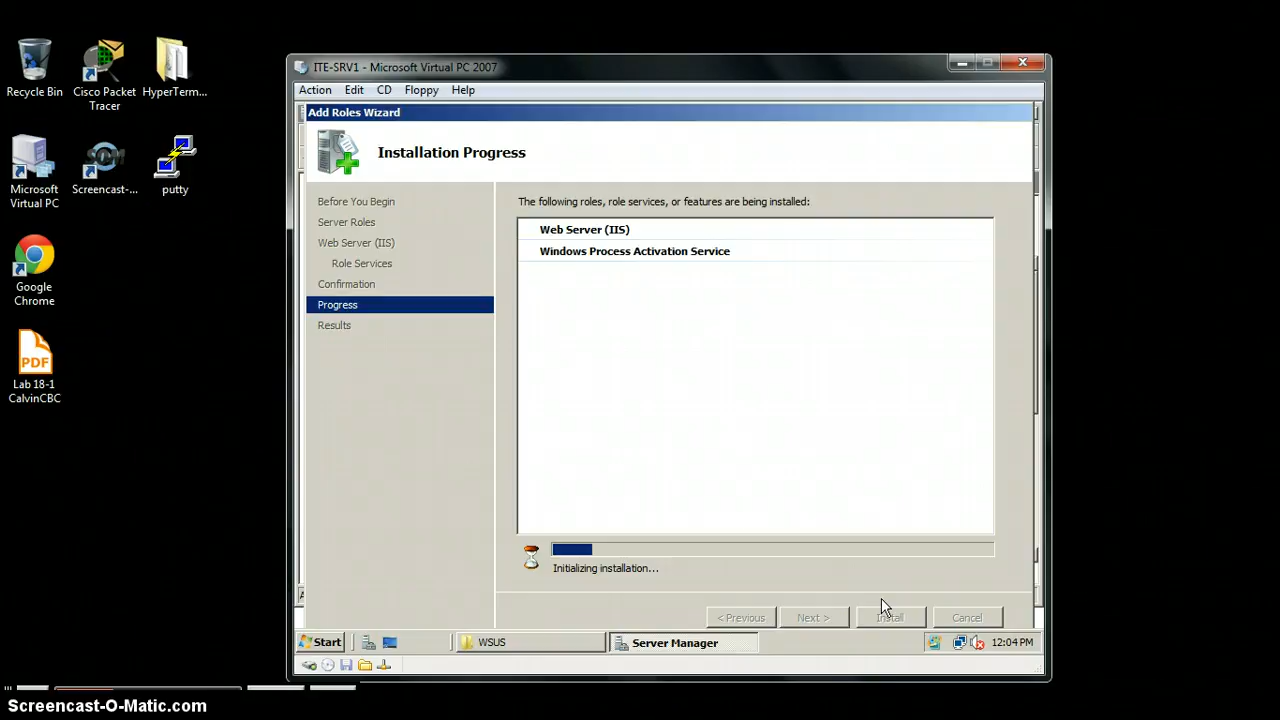 Recycle Bin
Cisco Packet
Tracer
HyperTerm...
Microsoft
Virtual PC
Screencast-...
putty
Google
Chrome
PDF
Lab 18-1
CalvinCBC
ITE-SRV1 - Microsoft Virtual PC 2007
Action Edit CD Floppy Help
Add Roles Wizard
Installation Progress
Before You Begin
Server Roles
Web Server (IIS)
Role Services
Confirmation
Progress
Results
The following roles, role services, or features are being installed:
Web Server (IIS)
Windows Process Activation Service
Initializing installation...
< Previous Next > Install Cancel
Start WSUS Server Manager 12:04 PM
Screencast-O-Matic.com